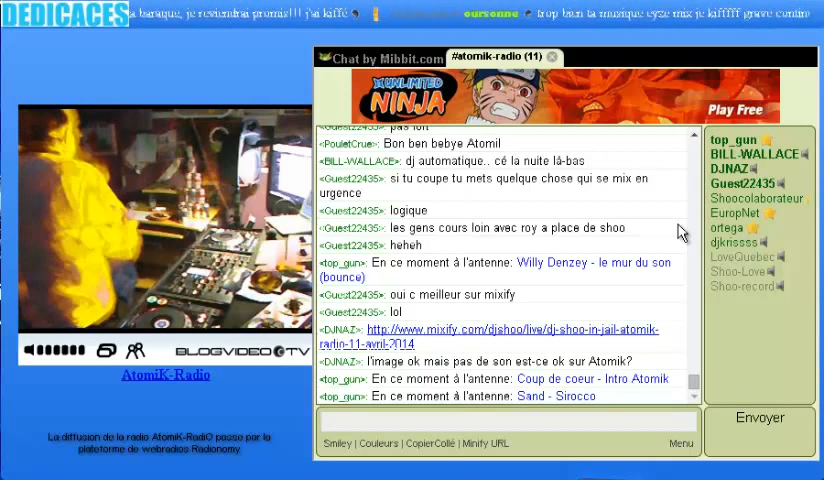 DEDICACES
a baraque, je reviendrai promis!!! j'ai kiffé
oursonne
trop bien ta musique eyze mix je kifffff grave contin
Chat by Mibbit.com
#atomik-radio (11)
UNLIMITED
NINJA
Play Free
<PouletCrue>: Bon ben bebye Atomil
<BILL-WALLACE>: dj automatique.. cé la nuite lâ-bas
<Guest22435>: si tu coupe tu mets quelque chose qui se mix en
urgence
<Guest22435>: logique
<Guest22435>: les gens cours loin avec roy a place de shoo
<Guest22435>: heheh
<top_gun>: En ce moment à l'antenne: Willy Denzey - le mur du son
(bounce)
<Guest22435>: oui c meilleur sur mixify
<Guest22435>: lol
<DJNAZ>: http://www.mixify.com/djshoo/live/dj-shoo-in-jail-atomik-
radio-11-avril-2014
<DJNAZ>: l'image ok mais pas de son est-ce ok sur Atomik?
<top_gun>: En ce moment à l'antenne: Coup de coeur - Intro Atomik
<top_gun>: En ce moment à l'antenne: Sand - Sirocco
top_gun
BILL-WALLACE
DJNAZ
Guest22435
Shoocolaborateur
EuropNet
ortega
djkrissss
LoveQuebec
Shoo-Love
Shoo-record
Envoyer
Smiley | Couleurs | CopierCollé | Minify URL
Menu
BLOGVIDEO TV
AtomiK-Radio
La diffusion de la radio AtomiK-RadiO passe par la
plateforme de webradios Radionomy.